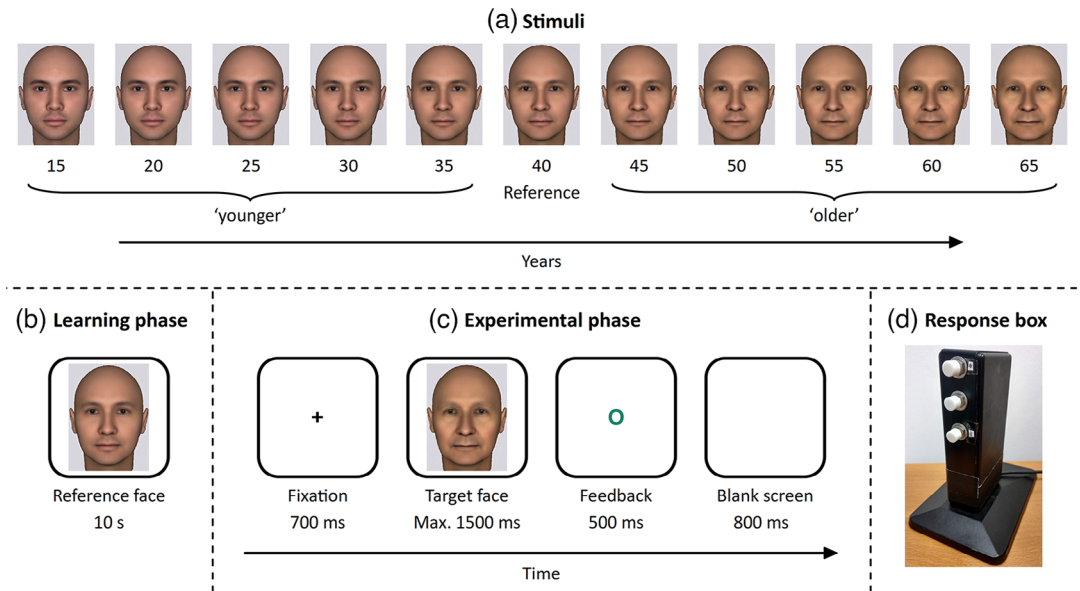 (a) Stimuli
15 20 25 30 35 40 45 50 55 60 65
Reference
‘younger’ ‘older’
Years
(b) Learning phase
Reference face
10 s
(c) Experimental phase
+ O
Fixation Target face Feedback Blank screen
700 ms Max. 1500 ms 500 ms 800 ms
Time
(d) Response box